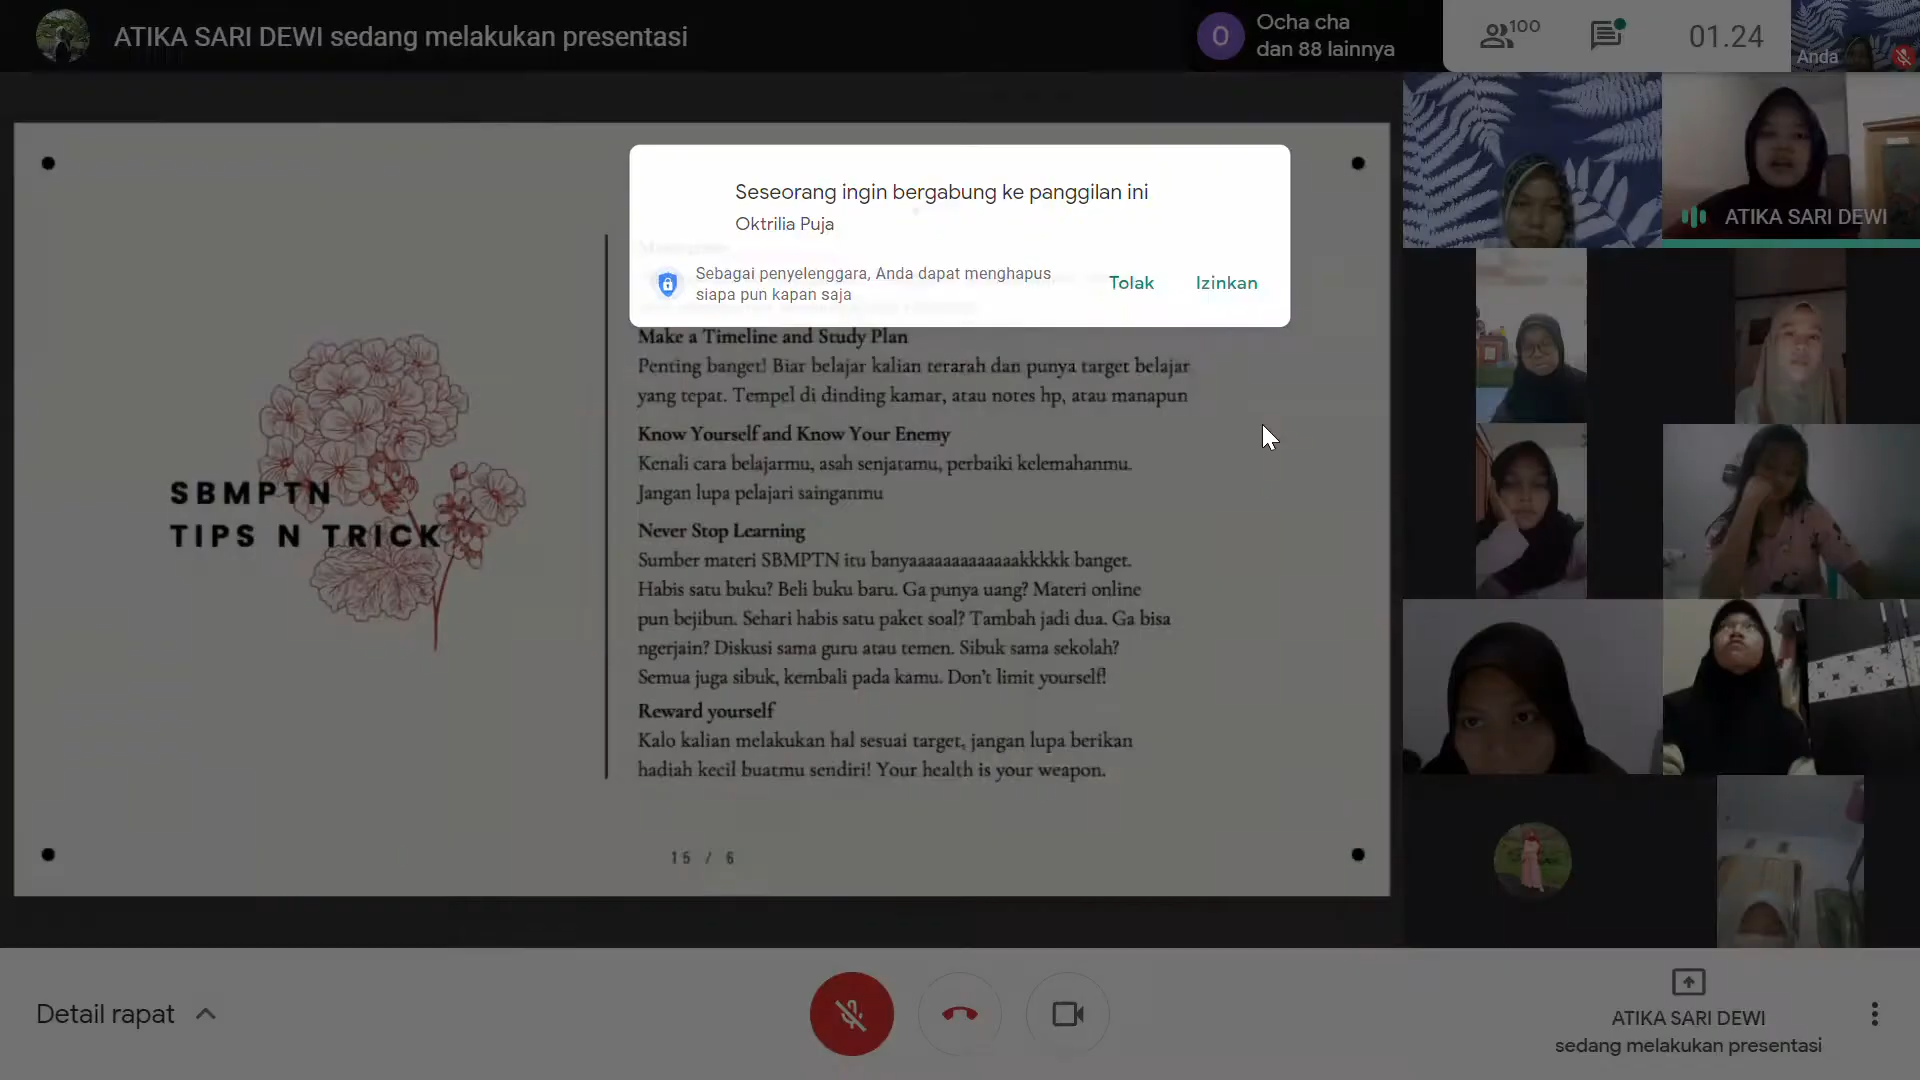 ATIKA SARI DEWI sedang melakukan presentasi
O
Ocha cha
dan 88 lainnya
100
01.24
Anda
ATIKA SARI DEWI
Seseorang ingin bergabung ke panggilan ini
Oktrilia Puja
Sebagai penyelenggara, Anda dapat menghapus
siapa pun kapan saja
Tolak
Izinkan
SBMPTN
TIPS N TRICK
Make a Timeline and Study Plan
Penting banget! Biar belajar kalian terarah dan punya target belajar
yang tepat. Tempel di dinding kamar, atau notes hp, atau manapun
Know Yourself and Know Your Enemy
Kenali cara belajarmu, asah senjatamu, perbaiki kelemahanmu.
Jangan lupa pelajari sainganmu
Never Stop Learning
Sumber materi SBMPTN itu banyaaaaaaaaaaaakkkkk banget.
Habis satu buku? Beli buku baru. Ga punya uang? Materi online
pun bejibun. Sehari habis satu paket soal? Tambah jadi dua. Ga bisa
ngerjain? Diskusi sama guru atau temen. Sibuk sama sekolah?
Semua juga sibuk, kembali pada kamu. Don't limit yourself!
Reward yourself
Kalo kalian melakukan hal sesuai target, jangan lupa berikan
hadiah kecil buatmu sendiri! Your health is your weapon.
15 / 6
Detail rapat
ATIKA SARI DEWI
sedang melakukan presentasi